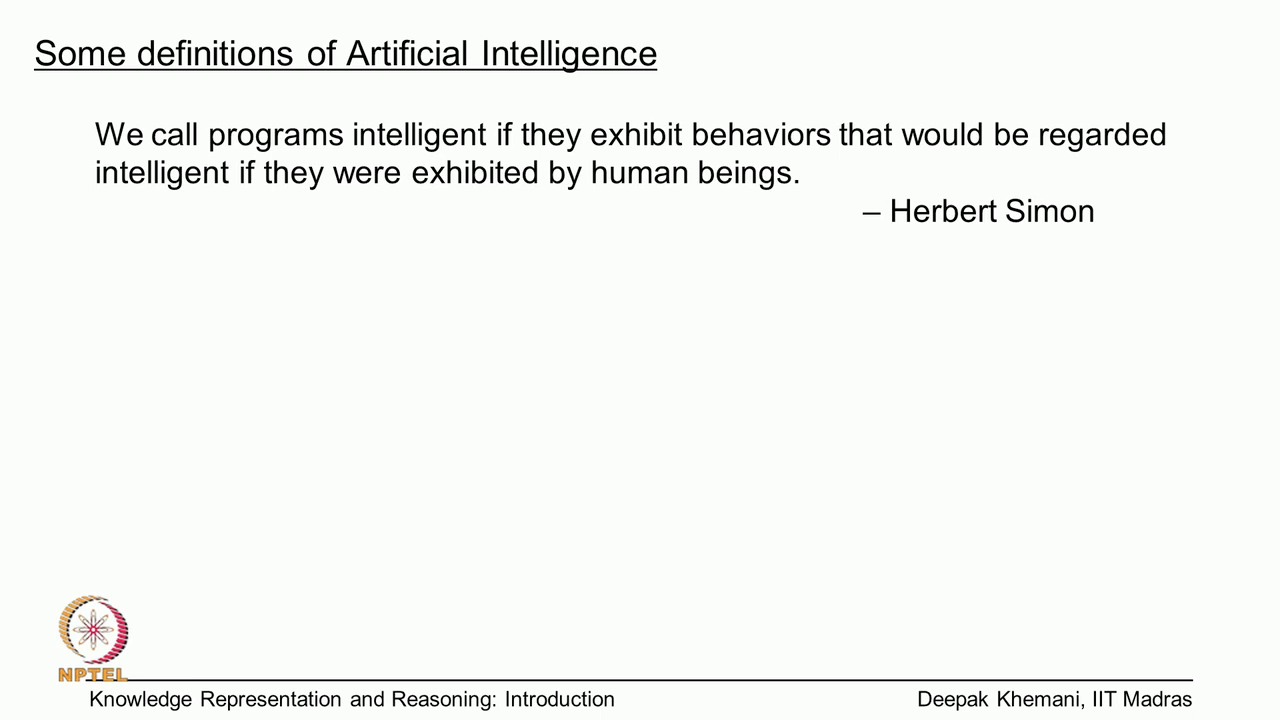 Some definitions of Artificial Intelligence
We call programs intelligent if they exhibit behaviors that would be regarded
intelligent if they were exhibited by human beings.
– Herbert Simon
NPTEL
Knowledge Representation and Reasoning: Introduction
Deepak Khemani, IIT Madras